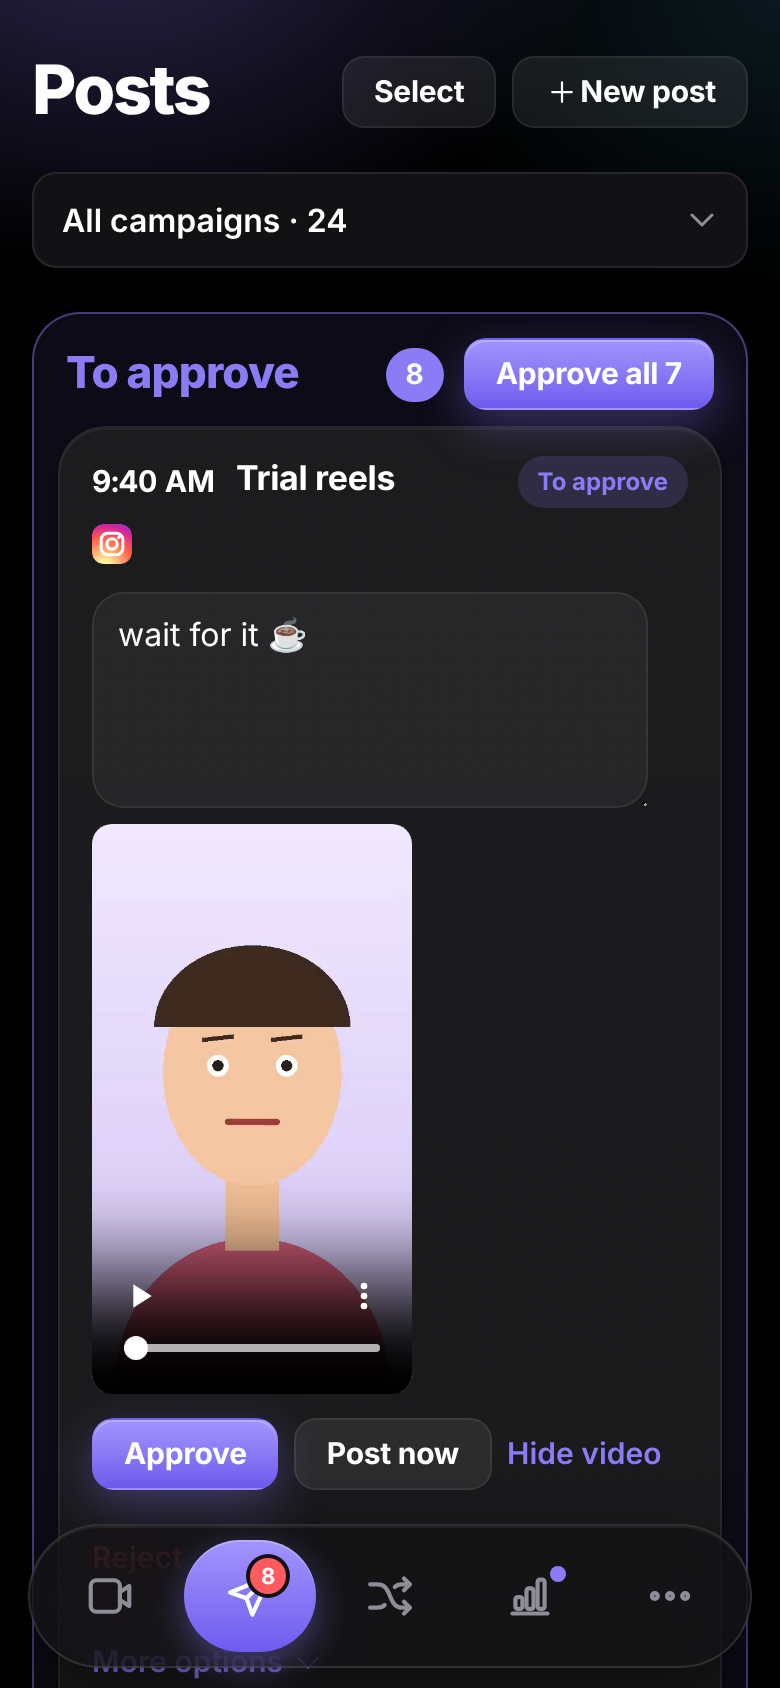 Posts
Select
+ New post
All campaigns · 24
To approve
8
Approve all 7
9:40 AM Trial reels
To approve
wait for it ☕
Approve
Post now
Hide video
Reject
8
More options